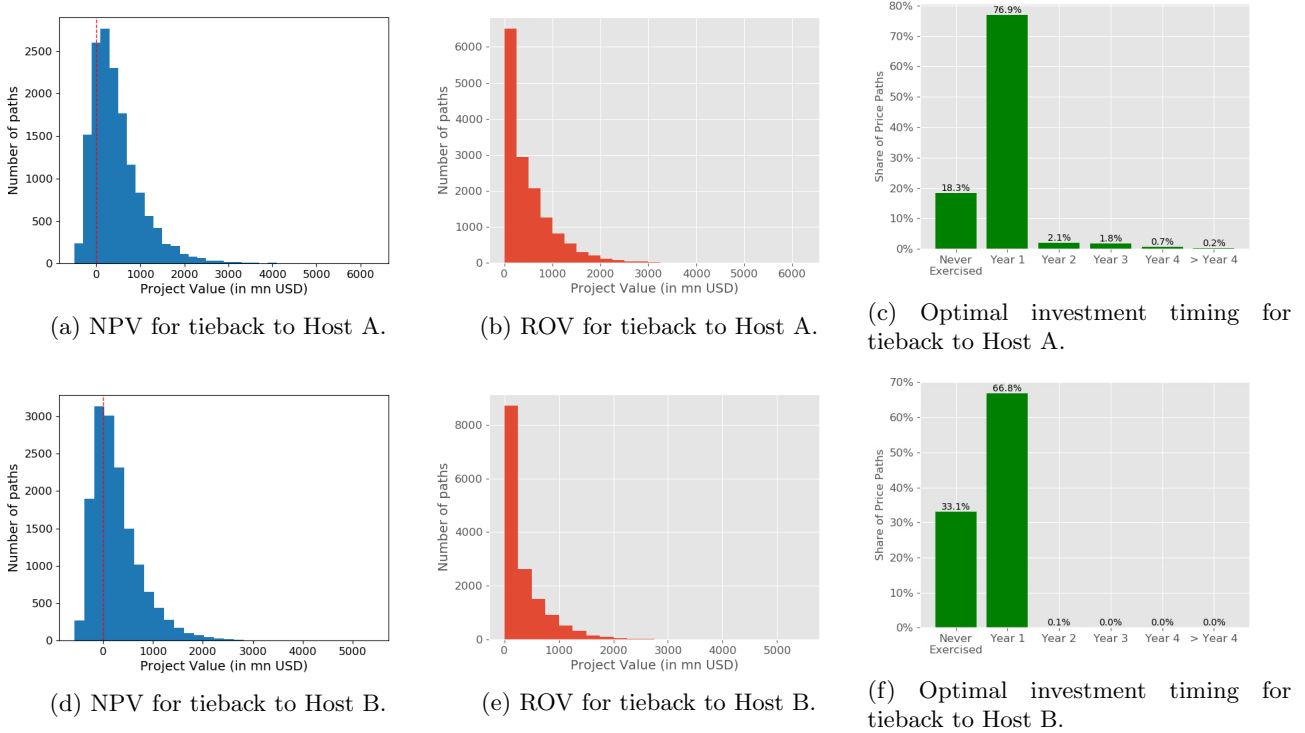 2500
2000
1500
1000
500
0
Number of paths
0 1000 2000 3000 4000 5000 6000
Project Value (in mn USD)
(a) NPV for tieback to Host A.
6000
5000
4000
3000
2000
1000
0
Number of paths
0 1000 2000 3000 4000 5000 6000
Project Value (in mn USD)
(b) ROV for tieback to Host A.
80%
70%
60%
50%
40%
30%
20%
10%
0%
Share of Price Paths
18.3%
76.9%
2.1%
1.8%
0.7%
0.2%
Never Exercised
Year 1
Year 2
Year 3
Year 4
> Year 4
(c) Optimal investment timing for
tieback to Host A.
3000
2500
2000
1500
1000
500
0
Number of paths
0 1000 2000 3000 4000 5000
Project Value (in mn USD)
(d) NPV for tieback to Host B.
8000
6000
4000
2000
0
Number of paths
0 1000 2000 3000 4000 5000
Project Value (in mn USD)
(e) ROV for tieback to Host B.
70%
60%
50%
40%
30%
20%
10%
0%
Share of Price Paths
33.1%
66.8%
0.1%
0.0%
0.0%
0.0%
Never Exercised
Year 1
Year 2
Year 3
Year 4
> Year 4
(f) Optimal investment timing for
tieback to Host B.